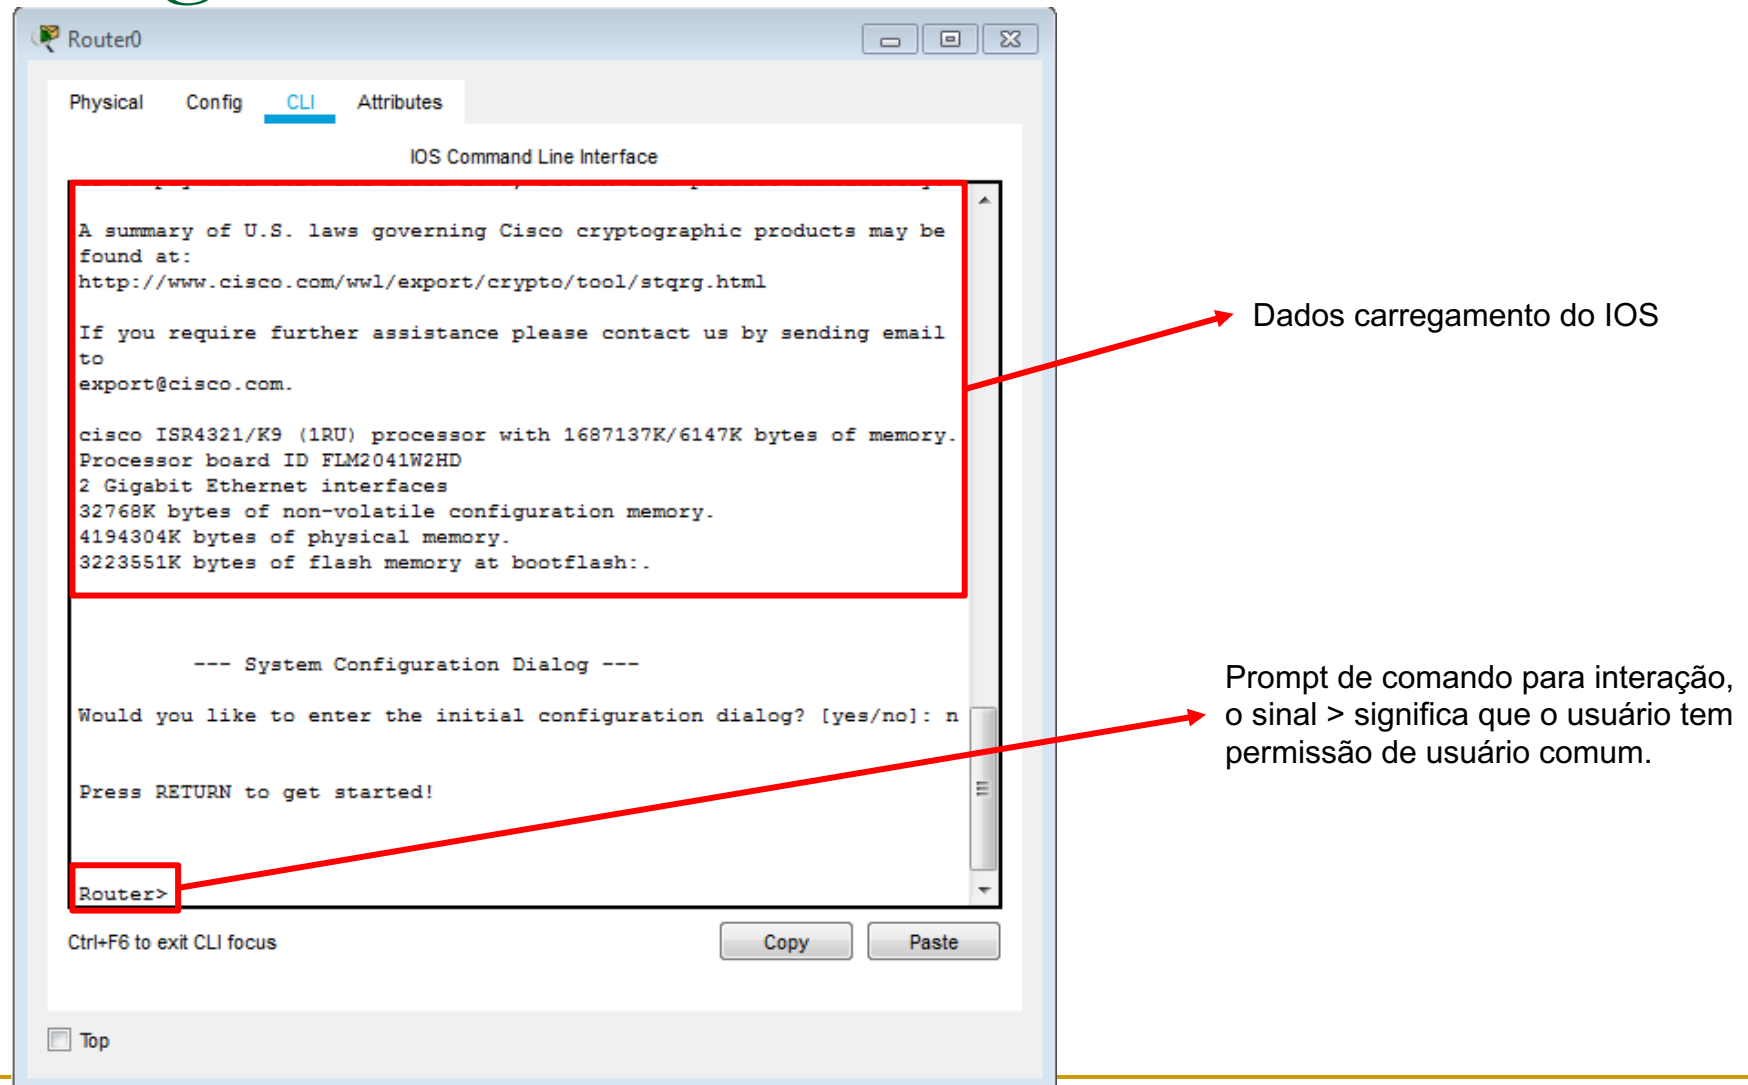 Router0
Physical Config CLI Attributes
IOS Command Line Interface
A summary of U.S. laws governing Cisco cryptographic products may be
found at:
http://www.cisco.com/wwl/export/crypto/tool/stqrg.html
If you require further assistance please contact us by sending email
to
export@cisco.com.
cisco ISR4321/K9 (1RU) processor with 1687137K/6147K bytes of memory.
Processor board ID FLM2041W2HD
2 Gigabit Ethernet interfaces
32768K bytes of non-volatile configuration memory.
4194304K bytes of physical memory.
3223551K bytes of flash memory at bootflash:.
--- System Configuration Dialog ---
Would you like to enter the initial configuration dialog? [yes/no]: n
Press RETURN to get started!
Router>
Ctrl+F6 to exit CLI focus
Copy
Paste
Top
Dados carregamento do IOS
Prompt de comando para interação,
o sinal > significa que o usuário tem
permissão de usuário comum.